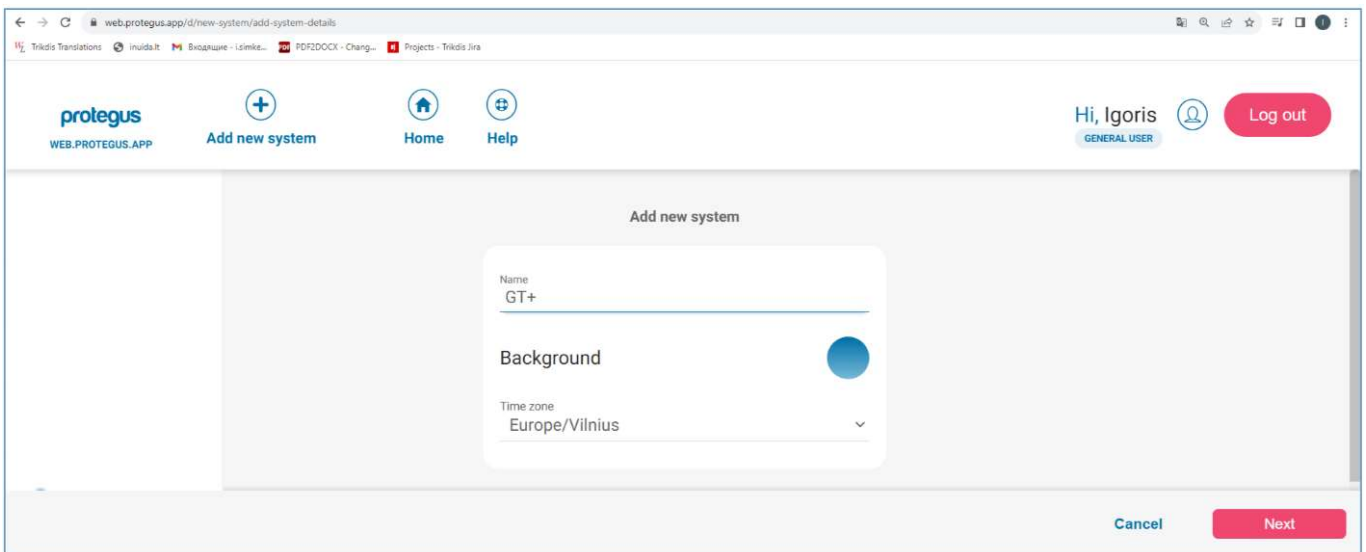 web.protegus.app/d/new-system/add-system-details
Trikdis Translations inuida.lt Входящие - i.simke... PDF2DOCX - Chang... Projects - Trikdis Jira
protegus
WEB.PROTEGUS.APP
Add new system
Home
Help
Hi, Igoris
GENERAL USER
Log out
Add new system
Name
GT+
Background
Time zone
Europe/Vilnius
Cancel
Next